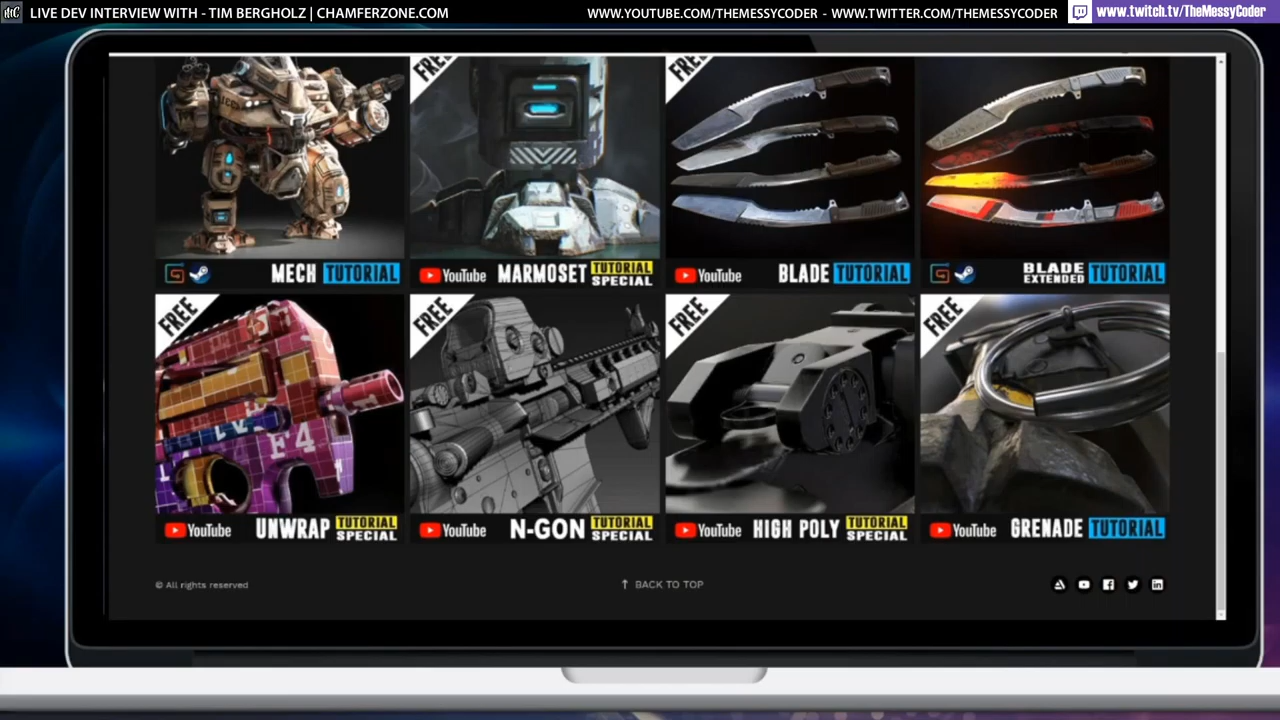 LIVE DEV INTERVIEW WITH - TIM BERGHOLZ | CHAMFERZONE.COM
WWW.YOUTUBE.COM/THEMESSYCODER - WWW.TWITTER.COM/THEMESSYCODER
www.twitch.tv/TheMessyCoder
FREE
FREE
MECH TUTORIAL
YouTube MARMOSET TUTORIAL SPECIAL
YouTube BLADE TUTORIAL
BLADE EXTENDED TUTORIAL
FREE
FREE
FREE
FREE
F4
YouTube UNWRAP TUTORIAL SPECIAL
YouTube N-GON TUTORIAL SPECIAL
YouTube HIGH POLY TUTORIAL SPECIAL
YouTube GRENADE TUTORIAL
© All rights reserved
↑ BACK TO TOP